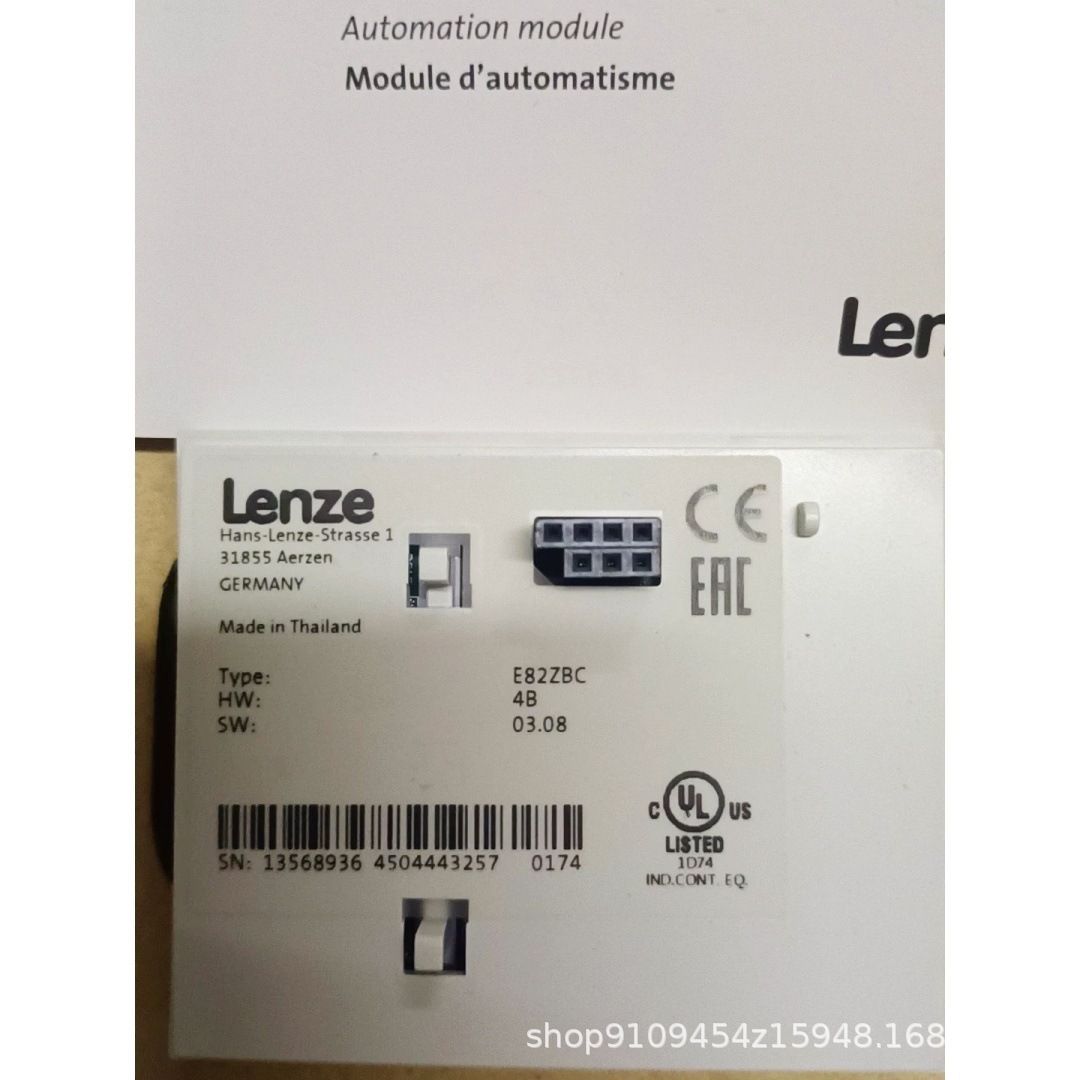 Automation module
Module d'automatisme
Len
Lenze
Hans-Lenze-Strasse 1
31855 Aerzen
GERMANY
Made in Thailand
CE
EAC
Type: E82ZBC
HW: 4B
SW: 03.08
SN: 13568936 4504443257 0174
C UL US
LISTED
1D74
IND.CONT. EQ.
shop9109454z15948.168